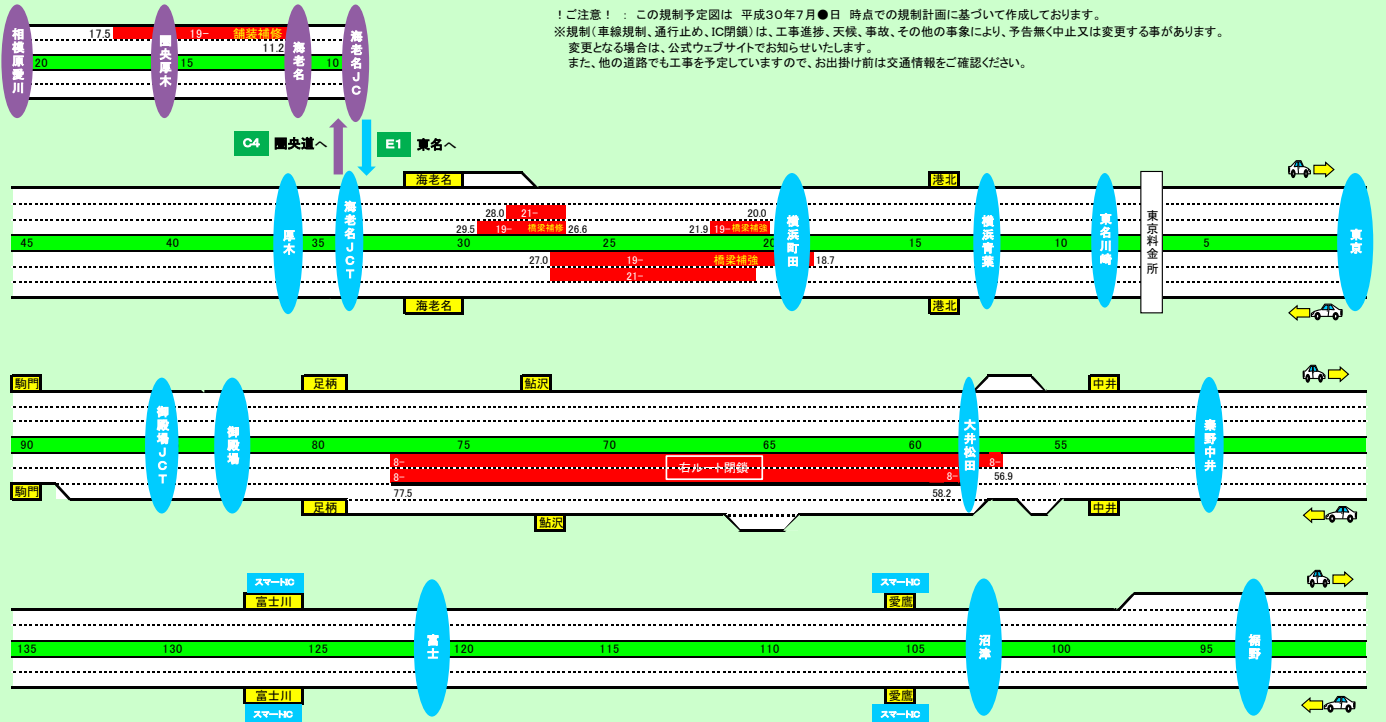 ！ご注意！ ： この規制予定図は 平成30年7月●日 時点での規制計画に基づいて作成しております。
※規制（車線規制、通行止め、IC閉鎖）は、工事進捗、天候、事故、その他の事象により、予告無く中止又は変更する事があります。
変更となる場合は、公式ウェブサイトでお知らせいたします。
また、他の道路でも工事を予定していますので、お出掛け前は交通情報をご確認ください。
相模原愛川
圏央厚木
海老名
海老名JC
17.5
19- 舗装補修
11.2
20 15 10
C4 圏央道へ
E1 東名へ
海老名
港北
厚木
海老名JCT
横浜町田
横浜青葉
東名川崎
東京料金所
東京
28.0 21-
20.0
29.5 19- 橋梁補修 26.6
21.9 19-橋梁補強
45 40 35 30 25 20 15 10 5
27.0 19- 橋梁補強 18.7
21-
海老名
港北
駒門
足柄
鮎沢
中井
御殿場JCT
御殿場
大井松田
秦野中井
90 80 75 70 65 60 55
8- 右ルート閉鎖 8-
8- 8- 56.9
77.5 58.2
駒門
足柄
鮎沢
中井
スマートIC
富士川
スマートIC
愛鷹
富士
沼津
裾野
135 130 125 120 115 110 105 100 95
富士川
スマートIC
愛鷹
スマートIC